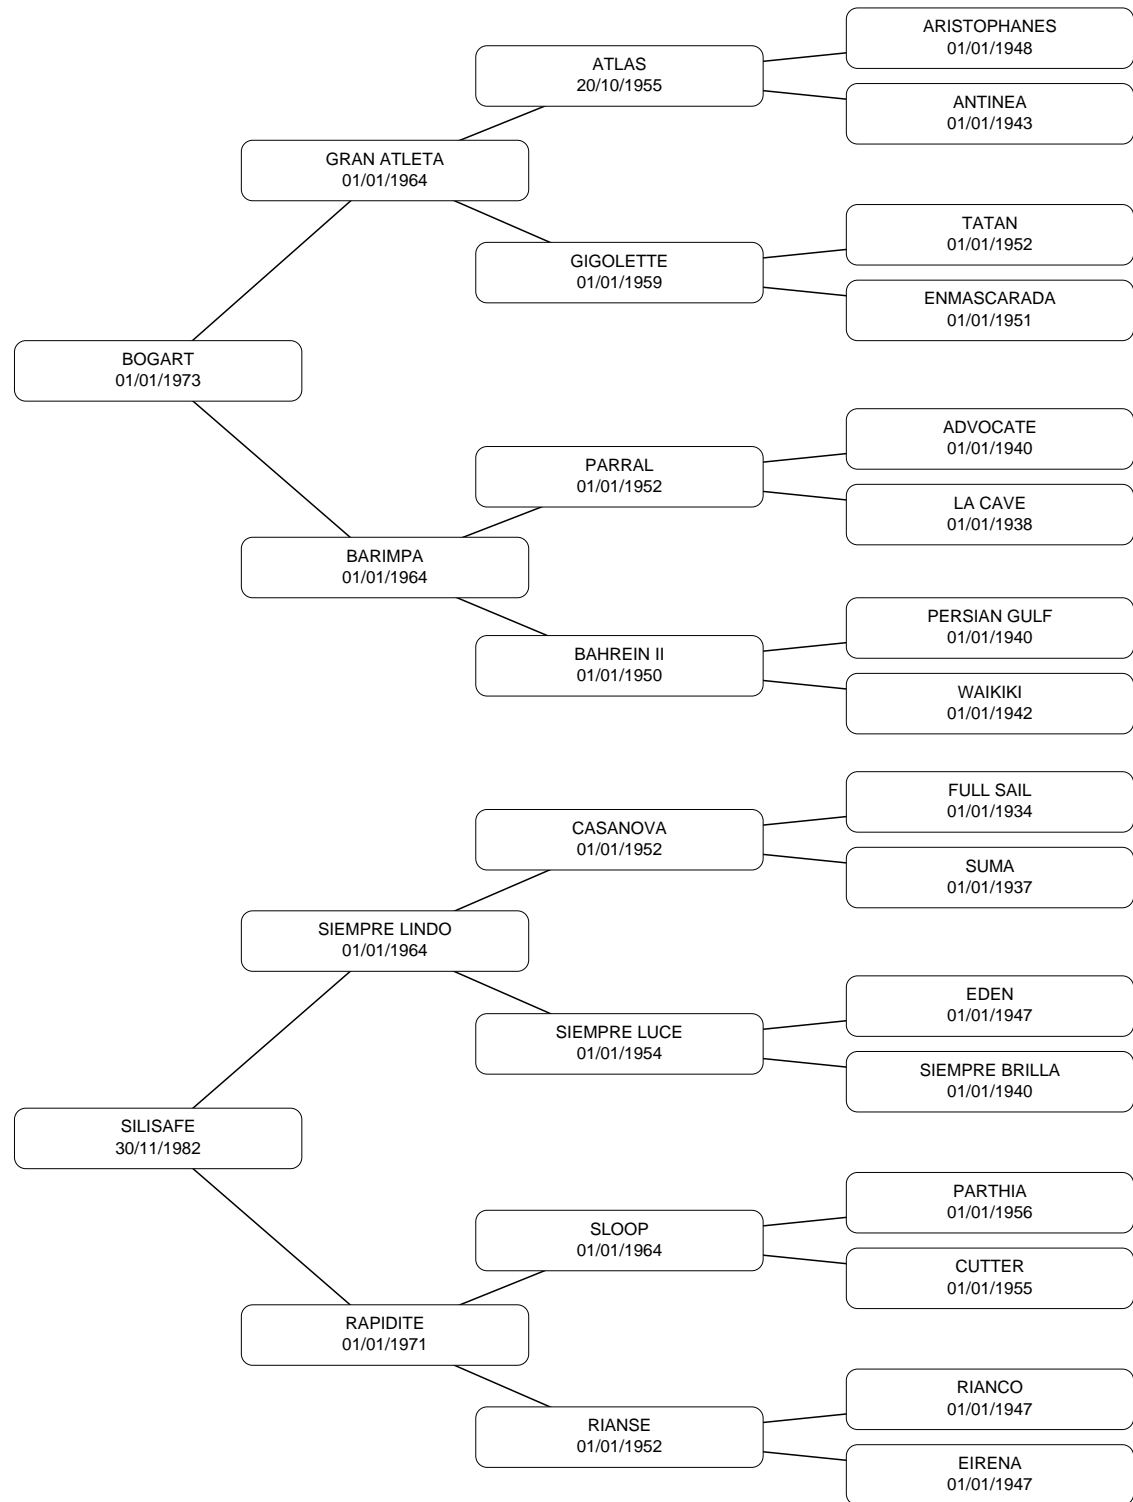 ARISTOPHANES
01/01/1948
ATLAS
20/10/1955
ANTINEA
01/01/1943
GRAN ATLETA
01/01/1964
TATAN
01/01/1952
GIGOLETTE
01/01/1959
ENMASCARADA
01/01/1951
BOGART
01/01/1973
ADVOCATE
01/01/1940
PARRAL
01/01/1952
LA CAVE
01/01/1938
BARIMPA
01/01/1964
PERSIAN GULF
01/01/1940
BAHREIN II
01/01/1950
WAIKIKI
01/01/1942
FULL SAIL
01/01/1934
CASANOVA
01/01/1952
SUMA
01/01/1937
SIEMPRE LINDO
01/01/1964
EDEN
01/01/1947
SIEMPRE LUCE
01/01/1954
SIEMPRE BRILLA
01/01/1940
SILISAFE
30/11/1982
PARTHIA
01/01/1956
SLOOP
01/01/1964
CUTTER
01/01/1955
RAPIDITE
01/01/1971
RIANCO
01/01/1947
RIANSE
01/01/1952
EIRENA
01/01/1947